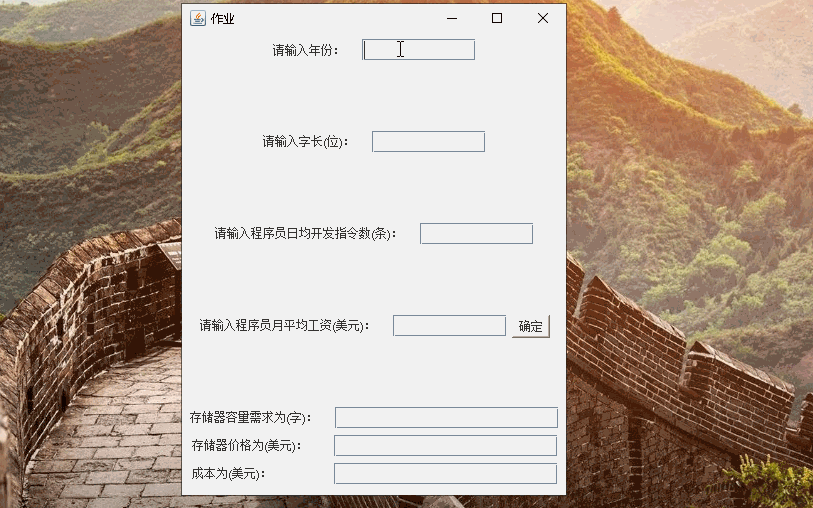 作业
请输入年份：
请输入字长(位)：
请输入程序员日均开发指令数(条)：
请输入程序员月平均工资(美元)： 确定
存储器容量需求为(字)：
存储器价格为(美元)：
成本为(美元)：